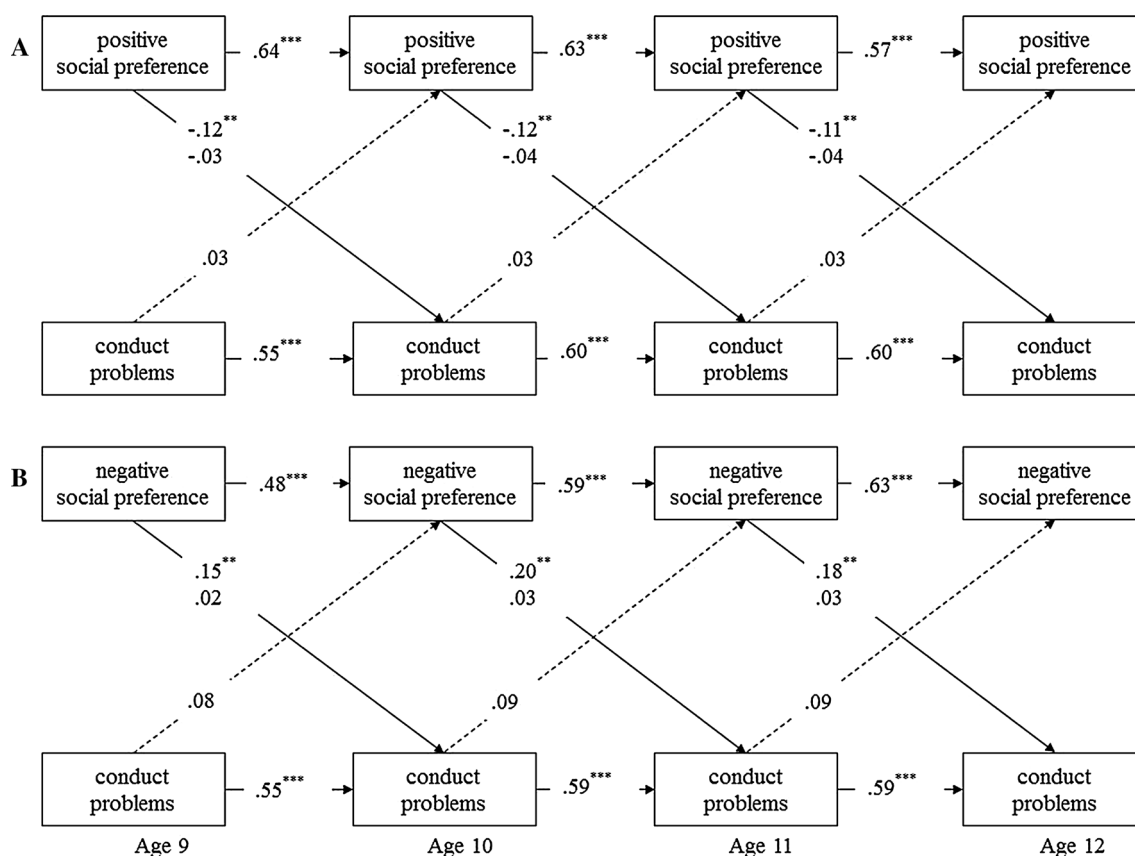 A
positive
social preference
.64***
positive
social preference
.63***
positive
social preference
.57***
positive
social preference
-.12**
-.03
-.12**
-.04
-.11**
-.04
.03
.03
.03
conduct
problems
.55***
conduct
problems
.60***
conduct
problems
.60***
conduct
problems
B
negative
social preference
.48***
negative
social preference
.59***
negative
social preference
.63***
negative
social preference
.15**
.02
.20**
.03
.18**
.03
.08
.09
.09
conduct
problems
.55***
conduct
problems
.59***
conduct
problems
.59***
conduct
problems
Age 9
Age 10
Age 11
Age 12